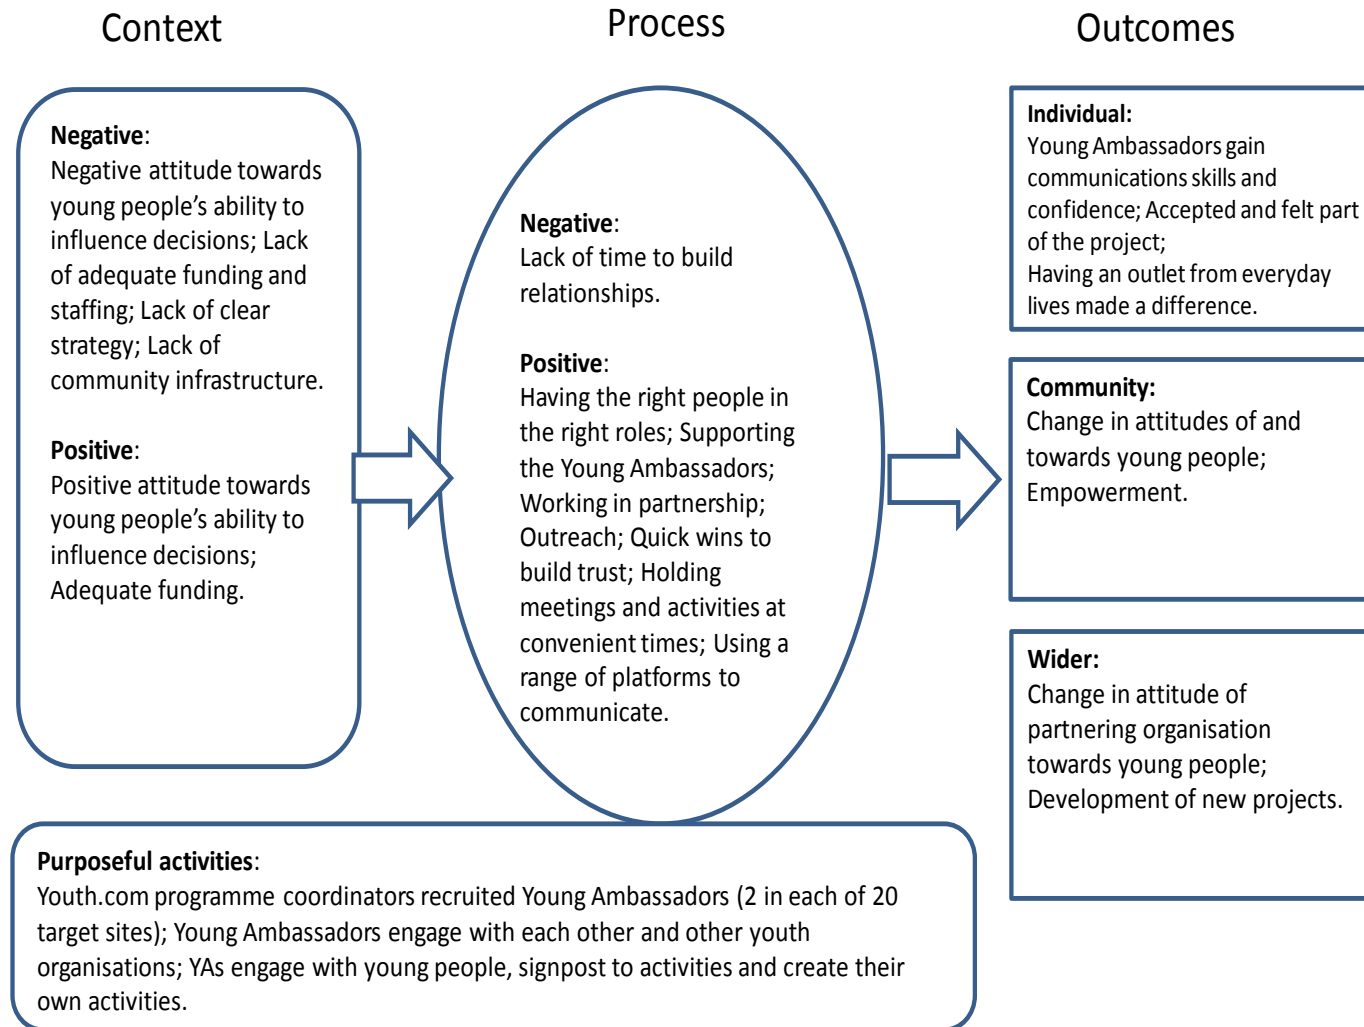 Context
Process
Outcomes
Negative:
Negative attitude towards
young people’s ability to
influence decisions; Lack
of adequate funding and
staffing; Lack of clear
strategy; Lack of
community infrastructure.
Positive:
Positive attitude towards
young people’s ability to
influence decisions;
Adequate funding.
Negative:
Lack of time to build
relationships.
Positive:
Having the right people in
the right roles; Supporting
the Young Ambassadors;
Working in partnership;
Outreach; Quick wins to
build trust; Holding
meetings and activities at
convenient times; Using a
range of platforms to
communicate.
Individual:
Young Ambassadors gain
communications skills and
confidence; Accepted and felt part
of the project;
Having an outlet from everyday
lives made a difference.
Community:
Change in attitudes of and
towards young people;
Empowerment.
Wider:
Change in attitude of
partnering organisation
towards young people;
Development of new projects.
Purposeful activities:
Youth.com programme coordinators recruited Young Ambassadors (2 in each of 20
target sites); Young Ambassadors engage with each other and other youth
organisations; YAs engage with young people, signpost to activities and create their
own activities.